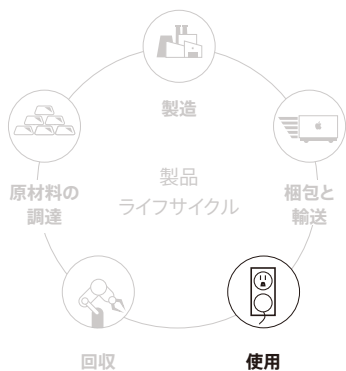 製造
原材料の
調達
製品
ライフサイクル
梱包と
輸送
回収
使用